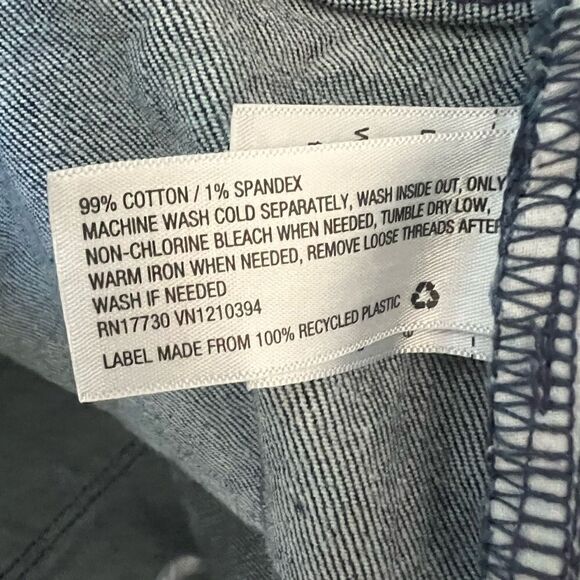 99% COTTON / 1% SPANDEX
MACHINE WASH COLD SEPARATELY, WASH INSIDE OUT, ONLY
NON-CHLORINE BLEACH WHEN NEEDED, TUMBLE DRY LOW,
WARM IRON WHEN NEEDED, REMOVE LOOSE THREADS AFTER
WASH IF NEEDED
RN17730 VN1210394
LABEL MADE FROM 100% RECYCLED PLASTIC